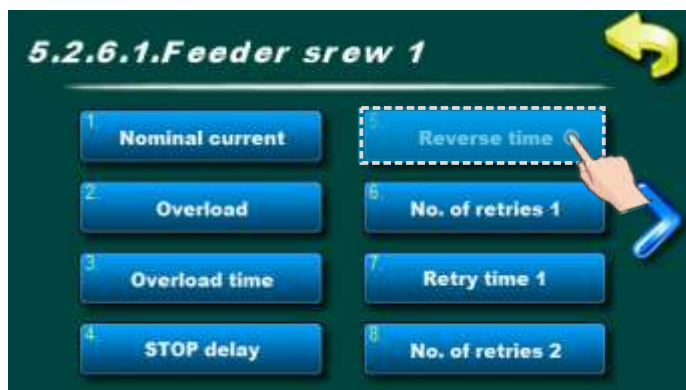 5.2.6.1.Feeder srew 1
1. Nominal current
5. Reverse time
2. Overload
6. No. of retries 1
3. Overload time
7. Retry time 1
4. STOP delay
8 No. of retries 2